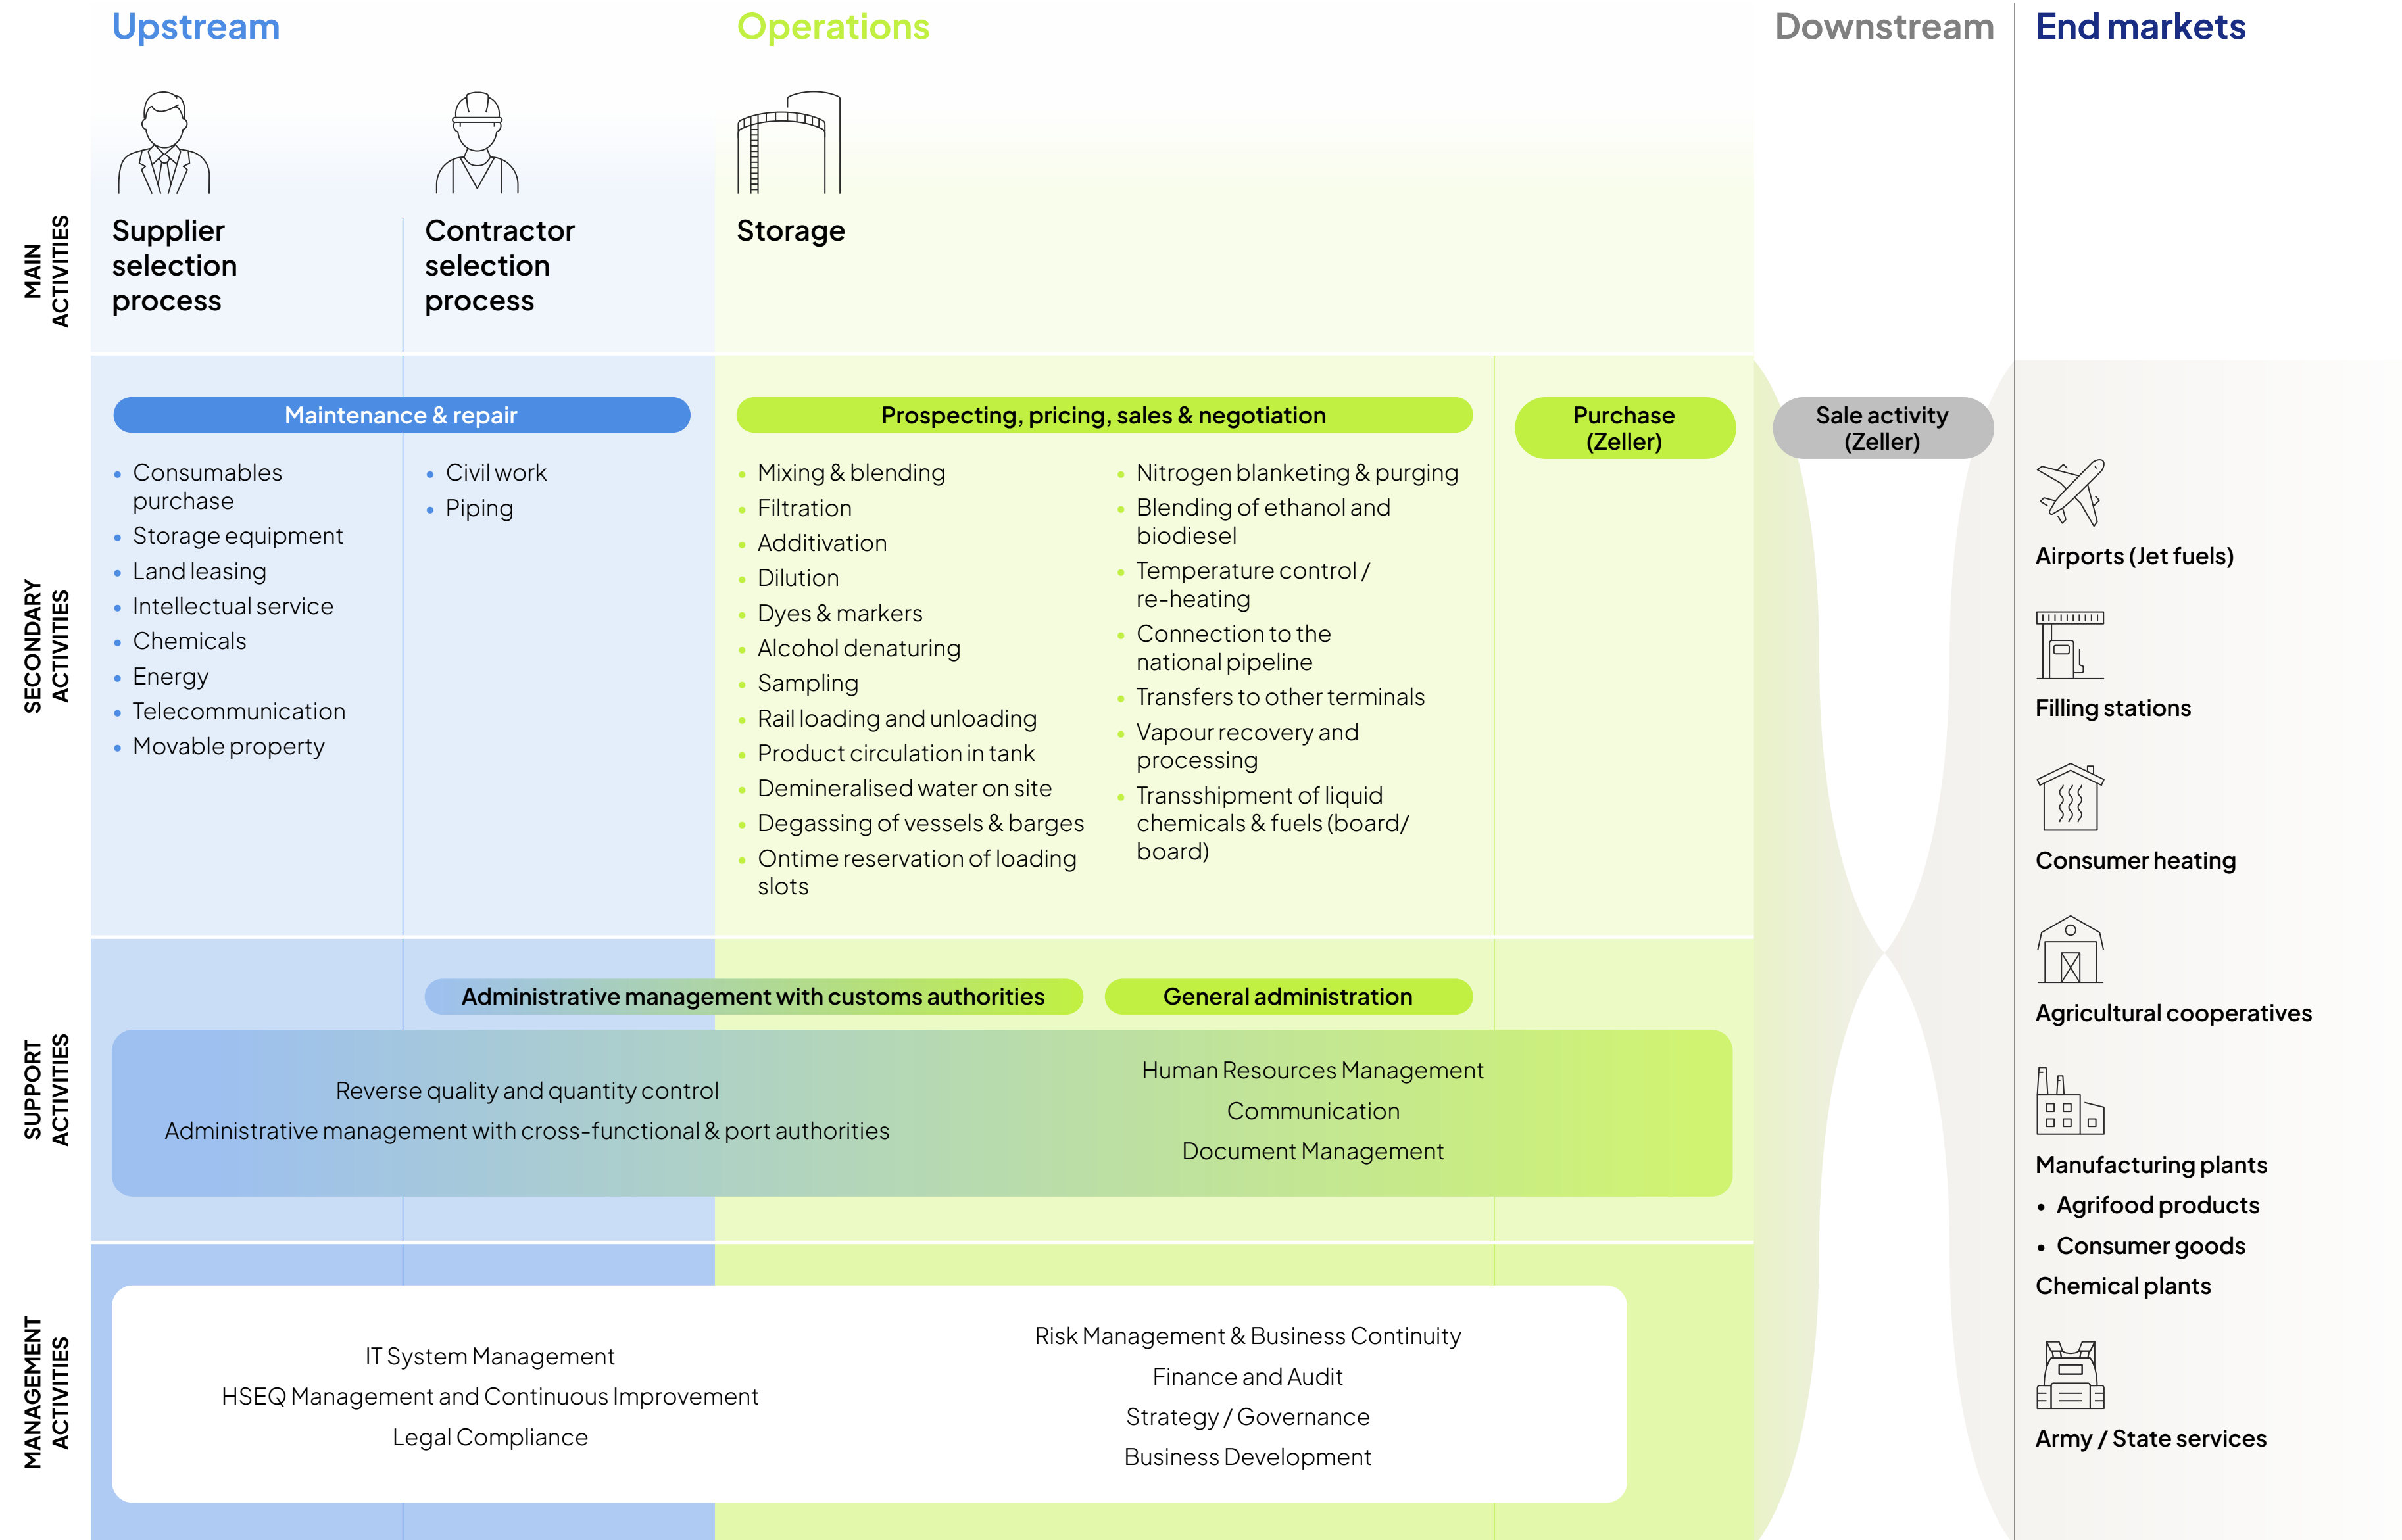 Upstream
Operations
Downstream
End markets
MAIN
ACTIVITIES
Supplier
selection
process
Contractor
selection
process
Storage
SECONDARY
ACTIVITIES
Maintenance & repair
• Consumables
purchase
• Storage equipment
• Land leasing
• Intellectual service
• Chemicals
• Energy
• Telecommunication
• Movable property
• Civil work
• Piping
Prospecting, pricing, sales & negotiation
• Mixing & blending
• Filtration
• Additivation
• Dilution
• Dyes & markers
• Alcohol denaturing
• Sampling
• Rail loading and unloading
• Product circulation in tank
• Demineralised water on site
• Degassing of vessels & barges
• Ontime reservation of loading
slots
• Nitrogen blanketing & purging
• Blending of ethanol and
biodiesel
• Temperature control /
re-heating
• Connection to the
national pipeline
• Transfers to other terminals
• Vapour recovery and
processing
• Transshipment of liquid
chemicals & fuels (board/
board)
Purchase
(Zeller)
Sale activity
(Zeller)
SUPPORT
ACTIVITIES
Administrative management with customs authorities
General administration
Reverse quality and quantity control
Administrative management with cross-functional & port authorities
Human Resources Management
Communication
Document Management
MANAGEMENT
ACTIVITIES
IT System Management
HSEQ Management and Continuous Improvement
Legal Compliance
Risk Management & Business Continuity
Finance and Audit
Strategy / Governance
Business Development
Airports (Jet fuels)
Filling stations
Consumer heating
Agricultural cooperatives
Manufacturing plants
• Agrifood products
• Consumer goods
Chemical plants
Army / State services